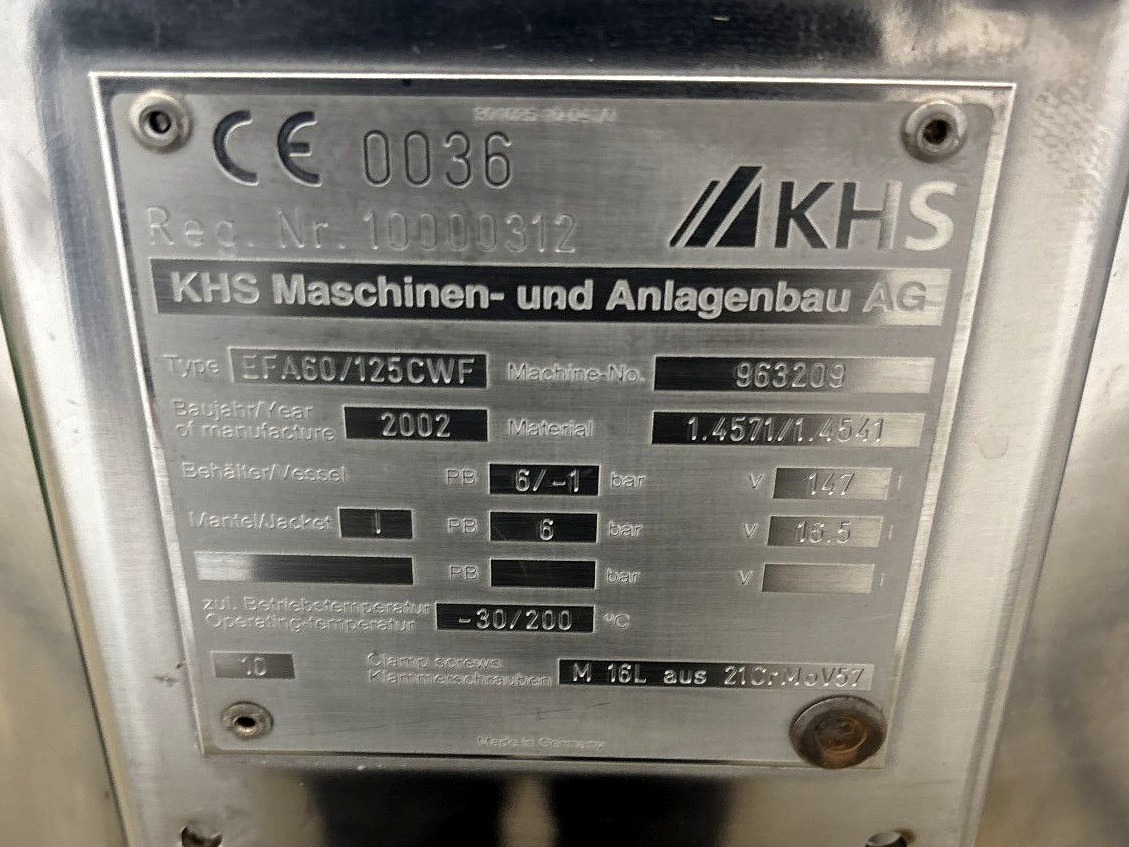 CE 0036
Reg. Nr. 10000312
KHS
KHS Maschinen- und Anlagenbau AG
Type EFA60/125CWF Machine-No. 963209
Baujahr/Year of manufacture 2002 Material 1.4571/1.4541
Behälter/Vessel PB 6/-1 bar V 147 l
Mantel/Jacket I PB 6 bar V 16.5 l
PB bar V l
zul. Betriebstemperatur
Operating-temperatur -30/200 °C
10 Clamp screws
Klammerschrauben M 16L aus 21CrMoV57
Made in Germany